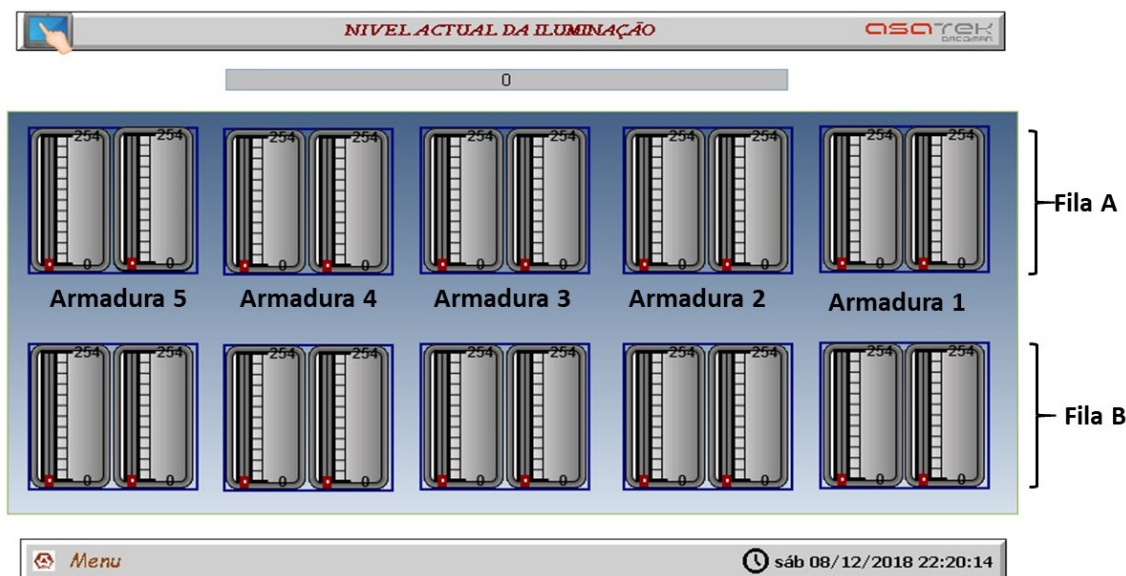 NIVEL ACTUAL DA ILUMINAÇÃO
asatek
DACOMAN
0
254 254 254 254 254 254 254 254 254 254
0 0 0 0 0 0 0 0 0 0
Fila A
Armadura 5 Armadura 4 Armadura 3 Armadura 2 Armadura 1
254 254 254 254 254 254 254 254 254 254
0 0 0 0 0 0 0 0 0 0
Fila B
Menu
sáb 08/12/2018 22:20:14